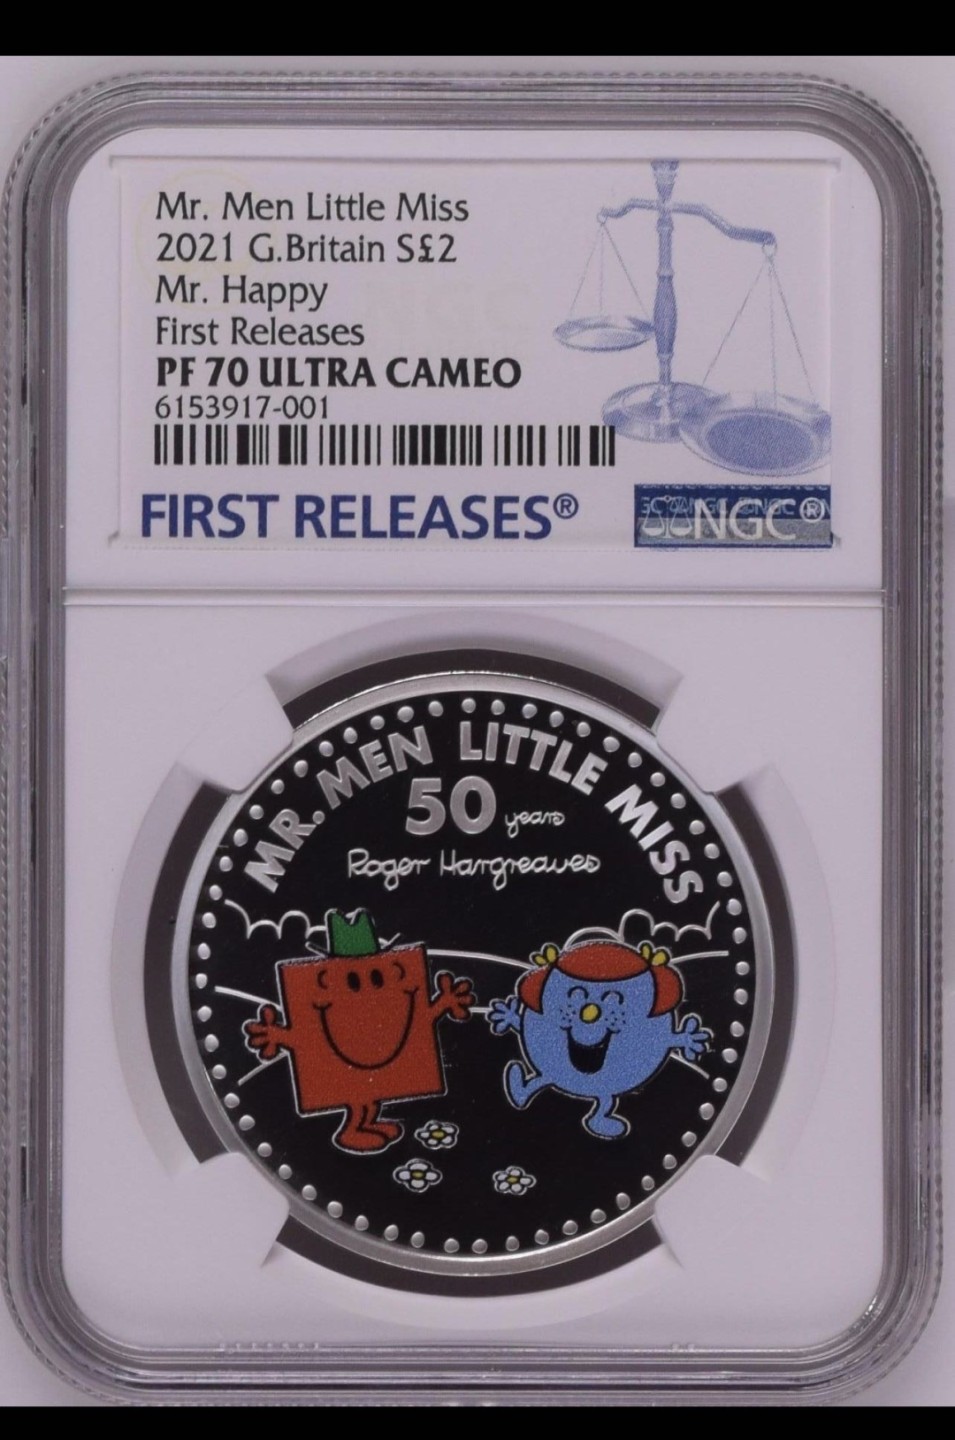 Mr. Men Little Miss
2021 G.Britain S£2
Mr. Happy
First Releases
PF 70 ULTRA CAMEO
6153917-001
FIRST RELEASES®
NGC®
MR. MEN LITTLE MISS
50 years
Roger Hargreaves